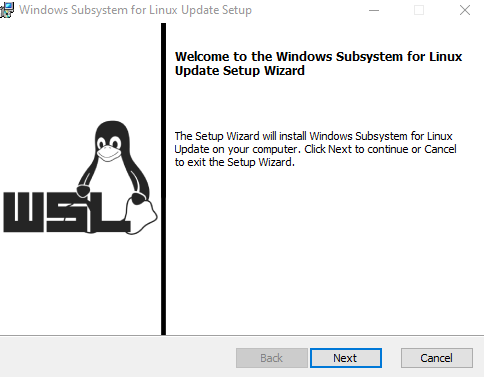 Windows Subsystem for Linux Update Setup
Welcome to the Windows Subsystem for Linux
Update Setup Wizard
The Setup Wizard will install Windows Subsystem for Linux
Update on your computer. Click Next to continue or Cancel
to exit the Setup Wizard.
WSL
Back
Next
Cancel